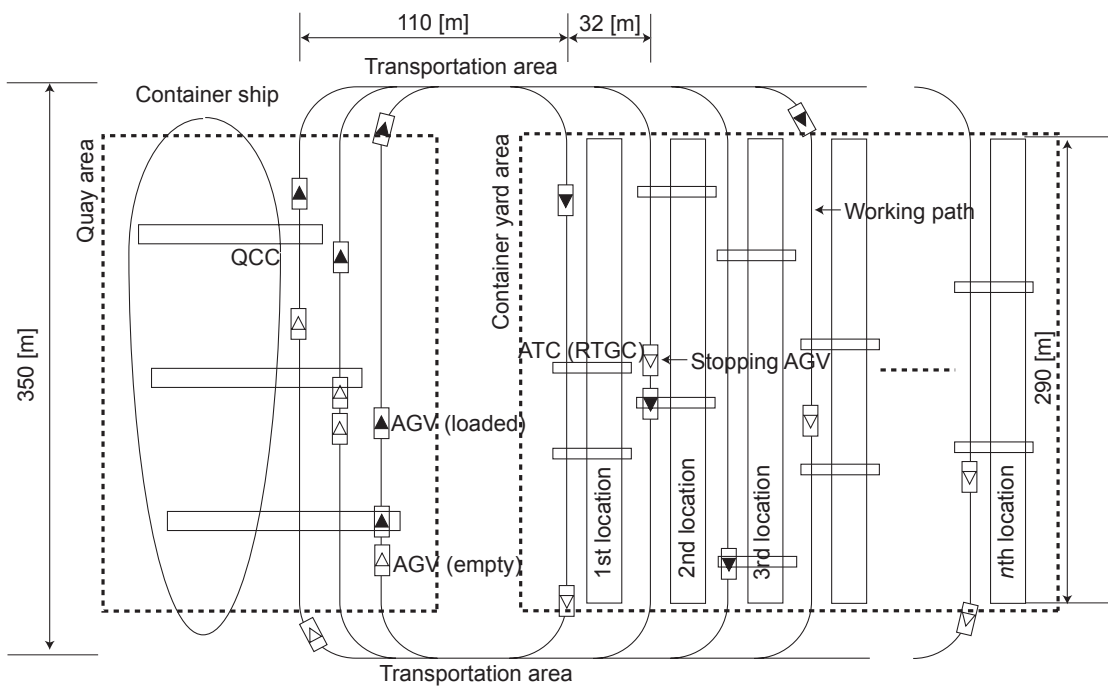 110 [m]
32 [m]
Transportation area
Container ship
Quay area
Container yard area
Working path
QCC
350 [m]
ATC (RTGC)
Stopping AGV
290 [m]
AGV (loaded)
1st location
2nd location
3rd location
nth location
AGV (empty)
Transportation area